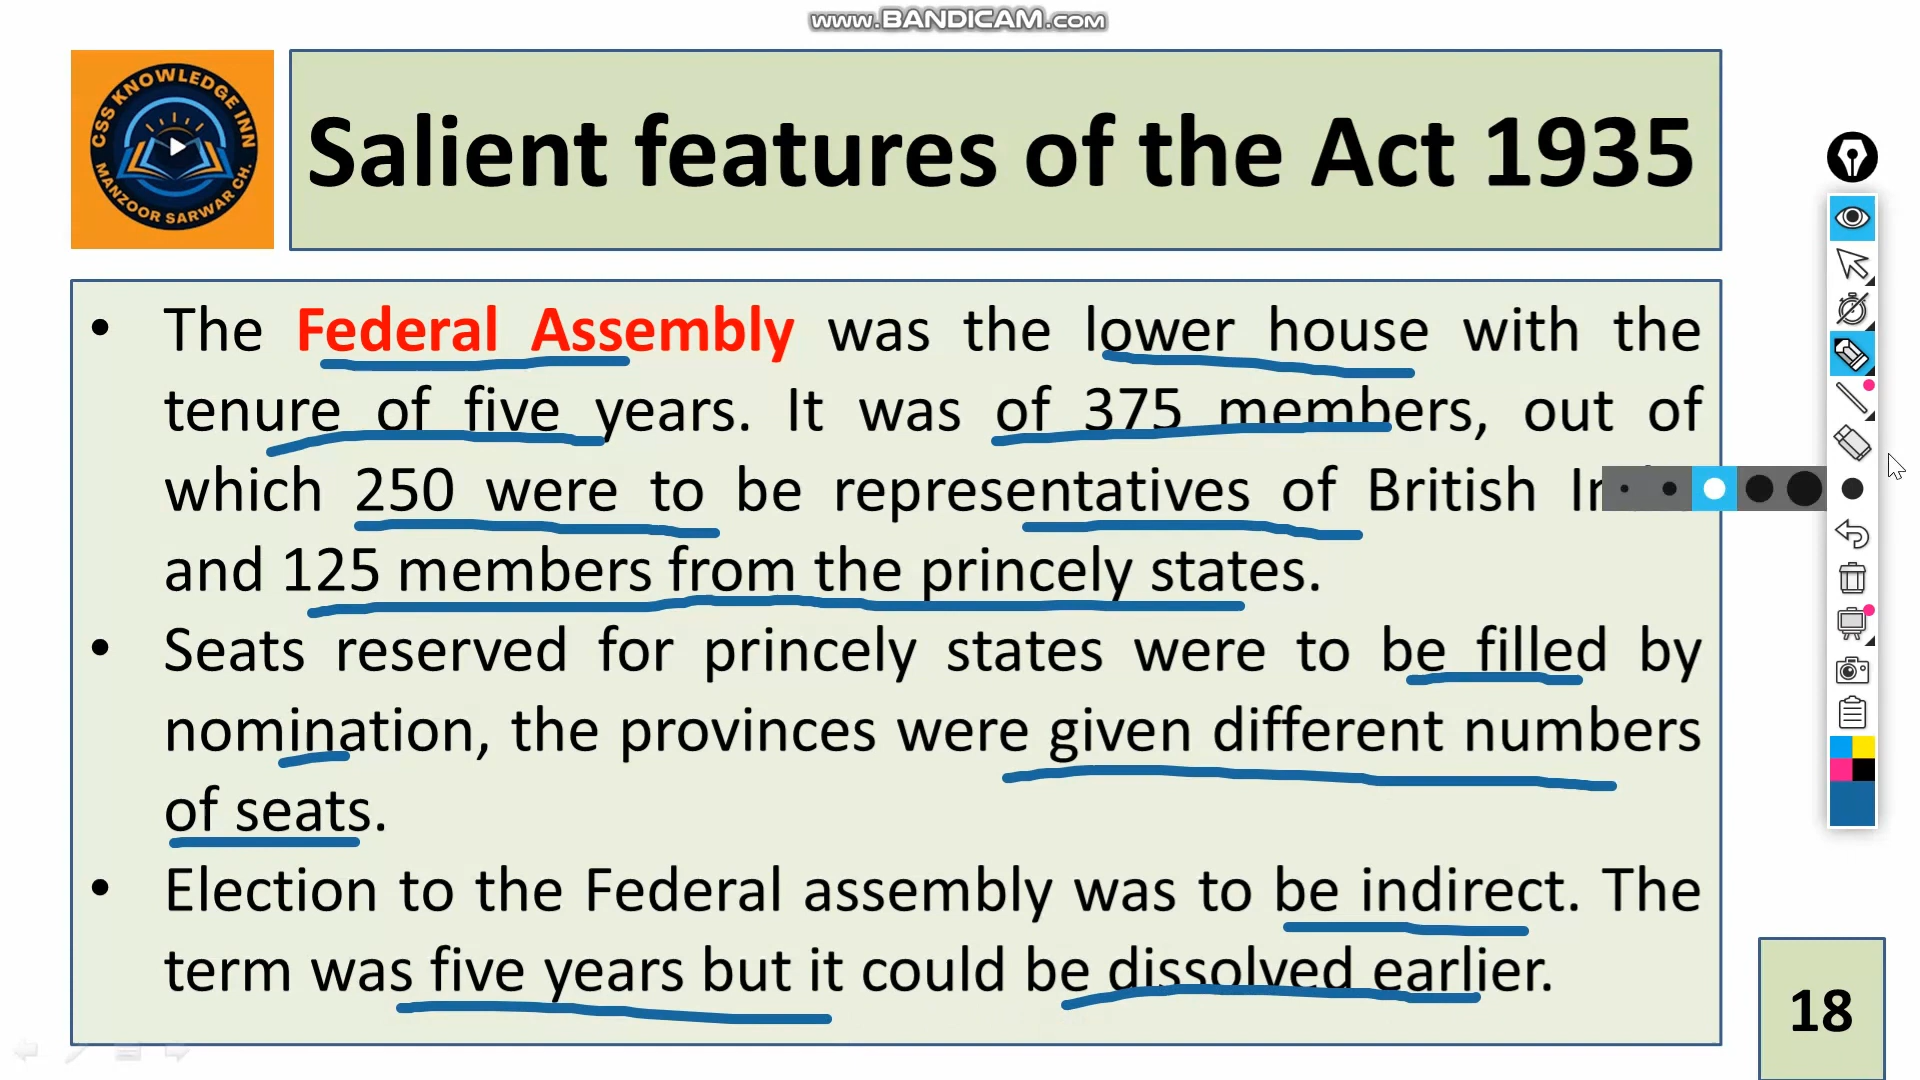 www.BANDICAM.com
CSS KNOWLEDGE INN
MANZOOR SARWAR CH.
Salient features of the Act 1935
• The Federal Assembly was the lower house with the
tenure of five years. It was of 375 members, out of
which 250 were to be representatives of British
and 125 members from the princely states.
• Seats reserved for princely states were to be filled by
nomination, the provinces were given different numbers
of seats.
• Election to the Federal assembly was to be indirect. The
term was five years but it could be dissolved earlier.
18